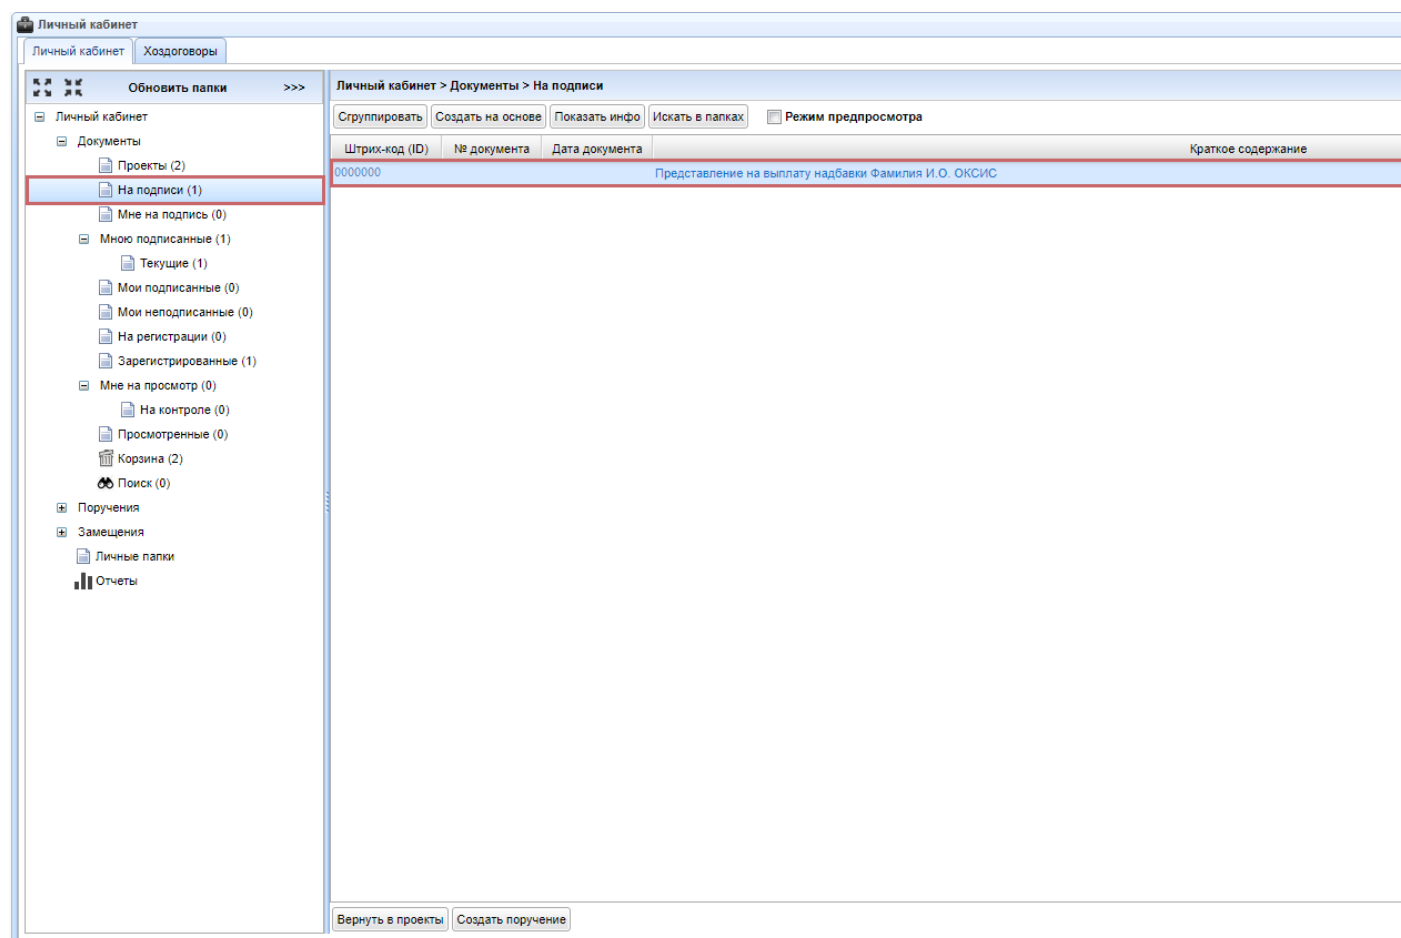 Личный кабинет
Личный кабинет Хоздоговоры
Обновить папки >>>
Личный кабинет
Документы
Проекты (2)
На подписи (1)
Мне на подпись (0)
Мною подписанные (1)
Текущие (1)
Мои подписанные (0)
Мои неподписанные (0)
На регистрации (0)
Зарегистрированные (1)
Мне на просмотр (0)
На контроле (0)
Просмотренные (0)
Корзина (2)
Поиск (0)
Поручения
Замещения
Личные папки
Отчеты
Личный кабинет > Документы > На подписи
Сгруппировать Создать на основе Показать инфо Искать в папках Режим предпросмотра
Штрих-код (ID) № документа Дата документа Краткое содержание
0000000 Представление на выплату надбавки Фамилия И.О. ОКСИС
Вернуть в проекты Создать поручение